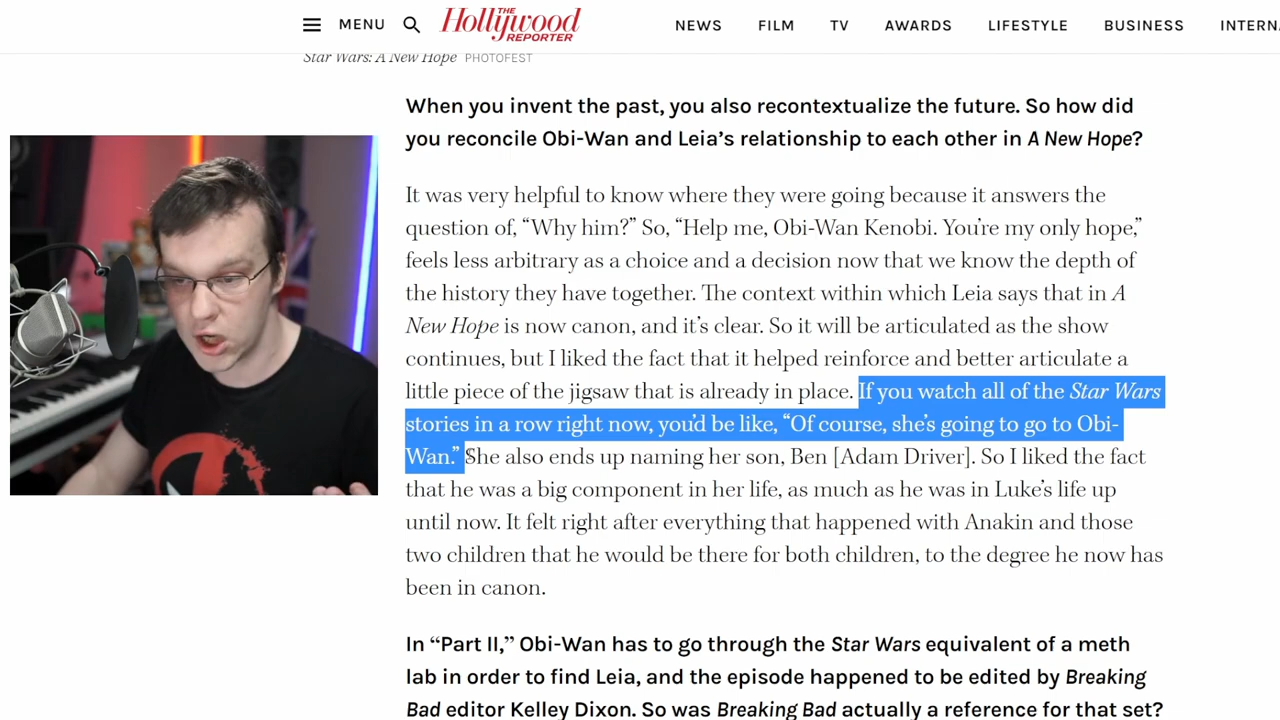 MENU THE Hollywood REPORTER NEWS FILM TV AWARDS LIFESTYLE BUSINESS INTERN
Star Wars: A New Hope PHOTOFEST
When you invent the past, you also recontextualize the future. So how did
you reconcile Obi-Wan and Leia’s relationship to each other in A New Hope?
It was very helpful to know where they were going because it answers the
question of, “Why him?” So, “Help me, Obi-Wan Kenobi. You’re my only hope,”
feels less arbitrary as a choice and a decision now that we know the depth of
the history they have together. The context within which Leia says that in A
New Hope is now canon, and it’s clear. So it will be articulated as the show
continues, but I liked the fact that it helped reinforce and better articulate a
little piece of the jigsaw that is already in place. If you watch all of the Star Wars
stories in a row right now, you’d be like, “Of course, she’s going to go to Obi-
Wan.” She also ends up naming her son, Ben [Adam Driver]. So I liked the fact
that he was a big component in her life, as much as he was in Luke’s life up
until now. It felt right after everything that happened with Anakin and those
two children that he would be there for both children, to the degree he now has
been in canon.
In “Part II,” Obi-Wan has to go through the Star Wars equivalent of a meth
lab in order to find Leia, and the episode happened to be edited by Breaking
Bad editor Kelley Dixon. So was Breaking Bad actually a reference for that set?